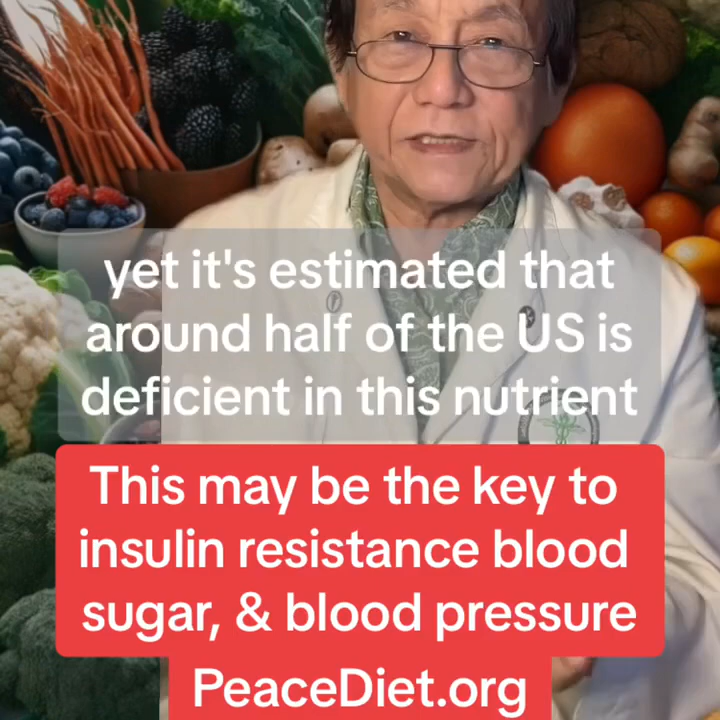 yet it's estimated that
around half of the US is
deficient in this nutrient
This may be the key to
insulin resistance blood
sugar, & blood pressure
PeaceDiet.org